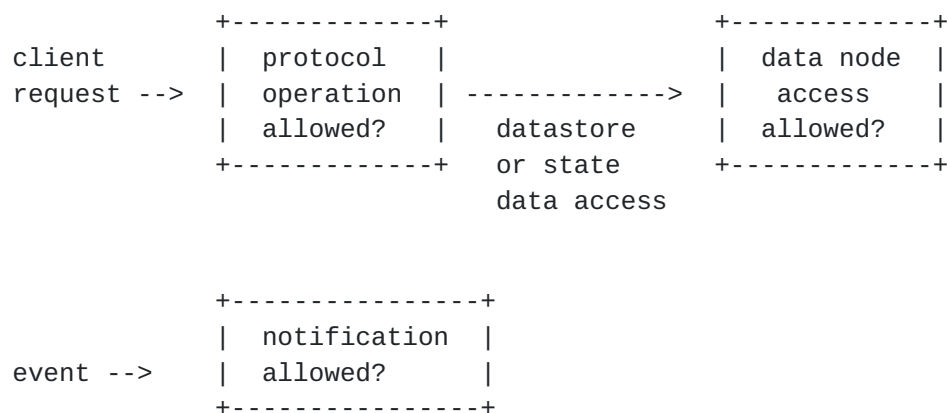 +-------------+                 +-------------+
client       |  protocol   |                 |  data node  |
request -->  |  operation  | ------------->  |   access    |
             |  allowed?   |   datastore     |  allowed?   |
             +-------------+   or state      +-------------+
                               data access
+----------------+
             |  notification  |
event -->    |  allowed?      |
             +----------------+